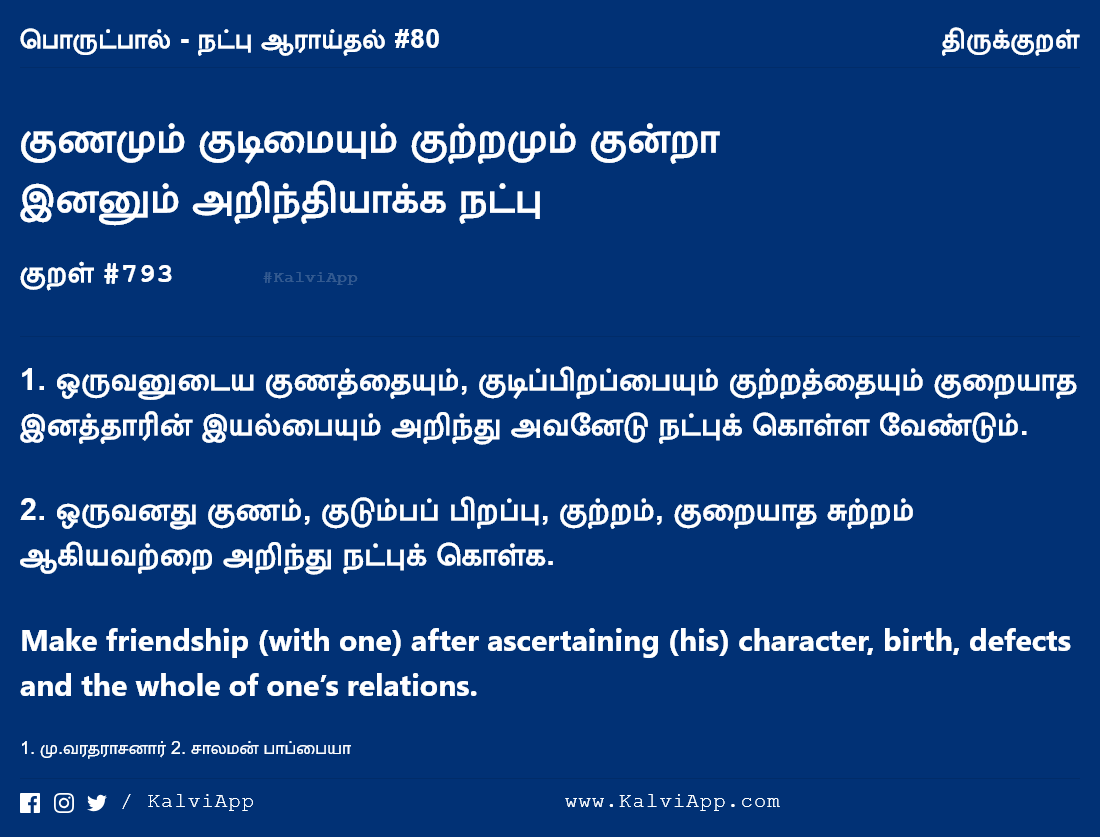 பொருட்பால் - நட்பு ஆராய்தல் #80
திருக்குறள்
குணமும் குடிமையும் குற்றமும் குன்றா
இனனும் அறிந்தியாக்க நட்பு
குறள் #793
#KalviApp
1. ஒருவனுடைய குணத்தையும், குடிப்பிறப்பையும் குற்றத்தையும் குறையாத
இனத்தாரின் இயல்பையும் அறிந்து அவனேடு நட்புக் கொள்ள வேண்டும்.
2. ஒருவனது குணம், குடும்பப் பிறப்பு, குற்றம், குறையாத சுற்றம்
ஆகியவற்றை அறிந்து நட்புக் கொள்க.
Make friendship (with one) after ascertaining (his) character, birth, defects
and the whole of one’s relations.
1. மு.வரதராசனார் 2. சாலமன் பாப்பையா
/ KalviApp
www.KalviApp.com